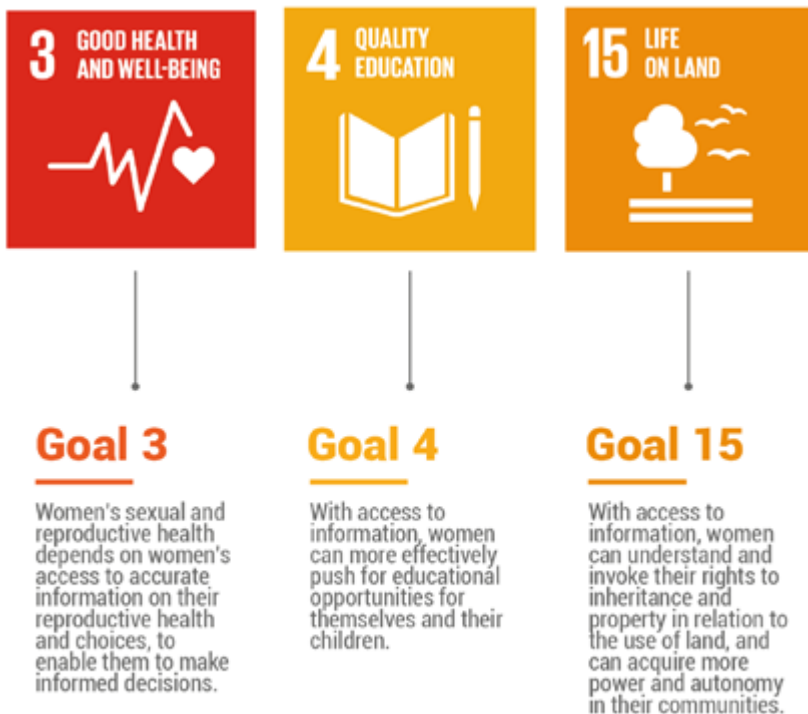 3 GOOD HEALTH
AND WELL-BEING
4 QUALITY
EDUCATION
15 LIFE
ON LAND
Goal 3
Women's sexual and
reproductive health
depends on women's
access to accurate
information on their
reproductive health
and choices, to
enable them to make
informed decisions.
Goal 4
With access to
information, women
can more effectively
push for educational
opportunities for
themselves and their
children.
Goal 15
With access to
information, women
can understand and
invoke their rights to
inheritance and
property in relation to
the use of land, and
can acquire more
power and autonomy
in their communities.